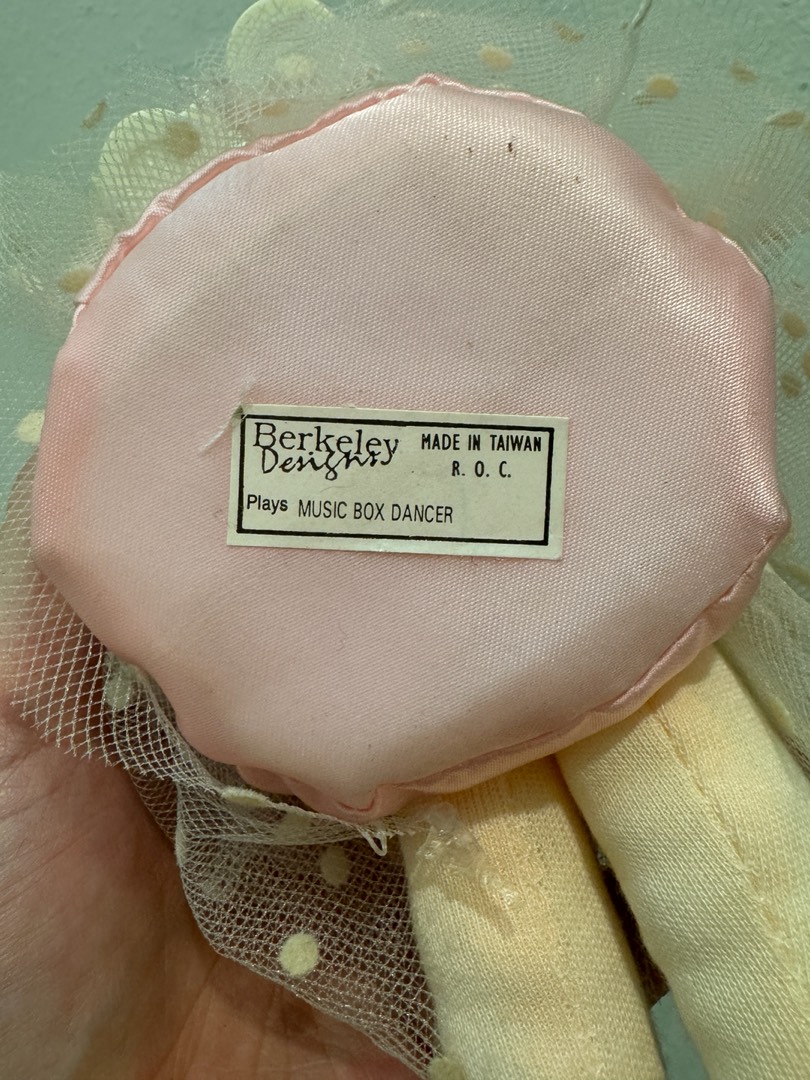 Berkeley Designs
MADE IN TAIWAN
R. O. C.
Plays MUSIC BOX DANCER